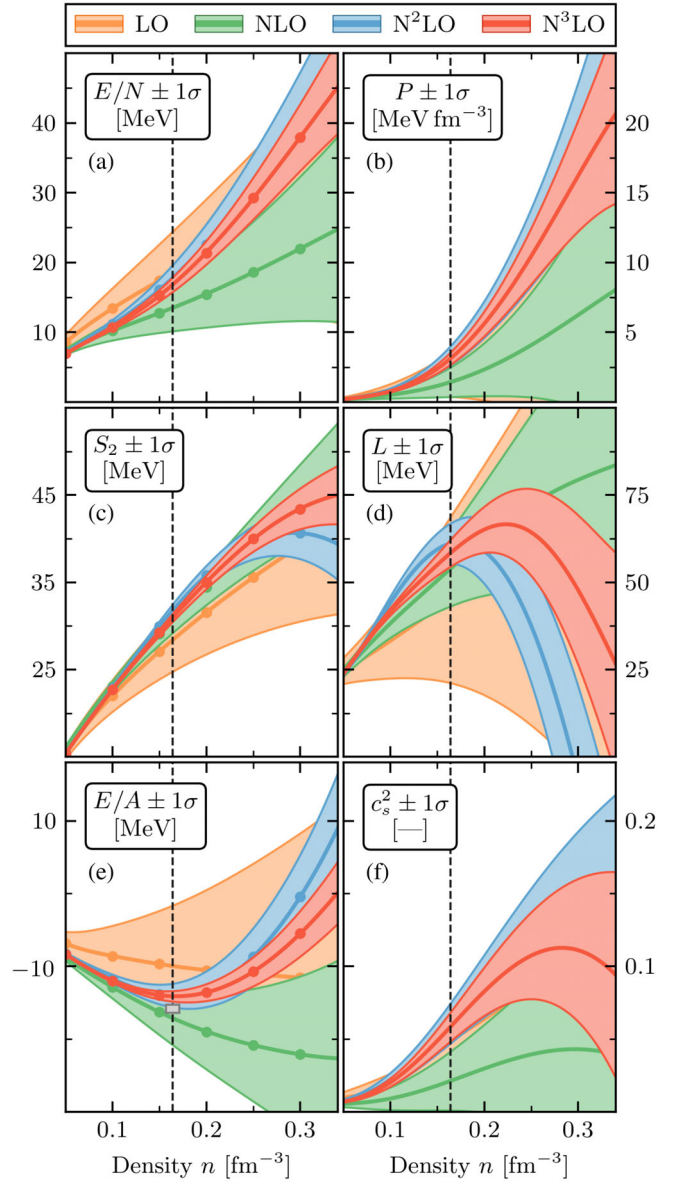 LO NLO N²LO N³LO
E/N ± 1σ
[MeV]
(a)
40
30
20
10
P ± 1σ
[MeV fm⁻³]
(b)
20
15
10
5
S₂ ± 1σ
[MeV]
(c)
45
35
25
L ± 1σ
[MeV]
(d)
75
50
25
E/A ± 1σ
[MeV]
(e)
10
−10
0.1 0.2 0.3
Density n [fm⁻³]
cₛ² ± 1σ
[—]
(f)
0.2
0.1
0.1 0.2 0.3
Density n [fm⁻³]